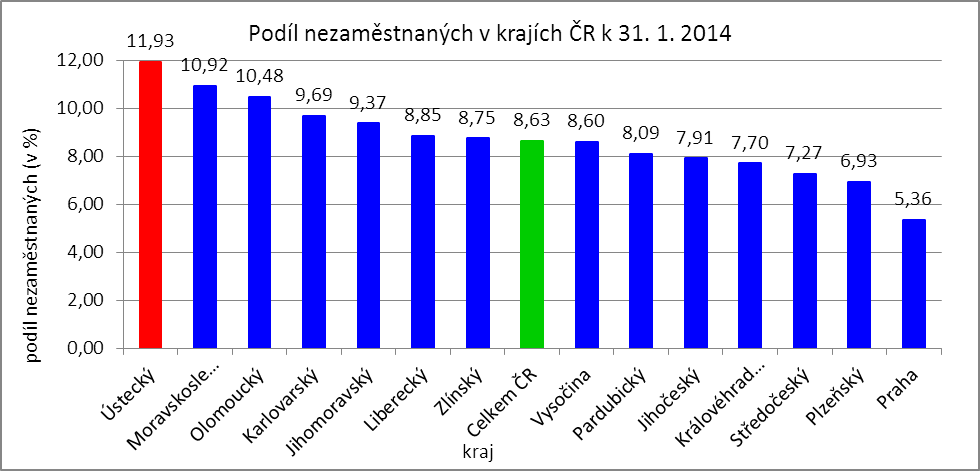 Podíl nezaměstnaných v krajích ČR k 31. 1. 2014
podíl nezaměstnaných (v %)
12,00
10,00
8,00
6,00
4,00
2,00
0,00
11,93
10,92
10,48
9,69
9,37
8,85
8,75
8,63
8,60
8,09
7,91
7,70
7,27
6,93
5,36
Ústecký
Moravskosle...
Olomoucký
Karlovarský
Jihomoravský
Liberecký
Zlínský
Celkem ČR
Vysočina
Pardubický
Jihočeský
Královéhrad...
Středočeský
Plzeňský
Praha
kraj